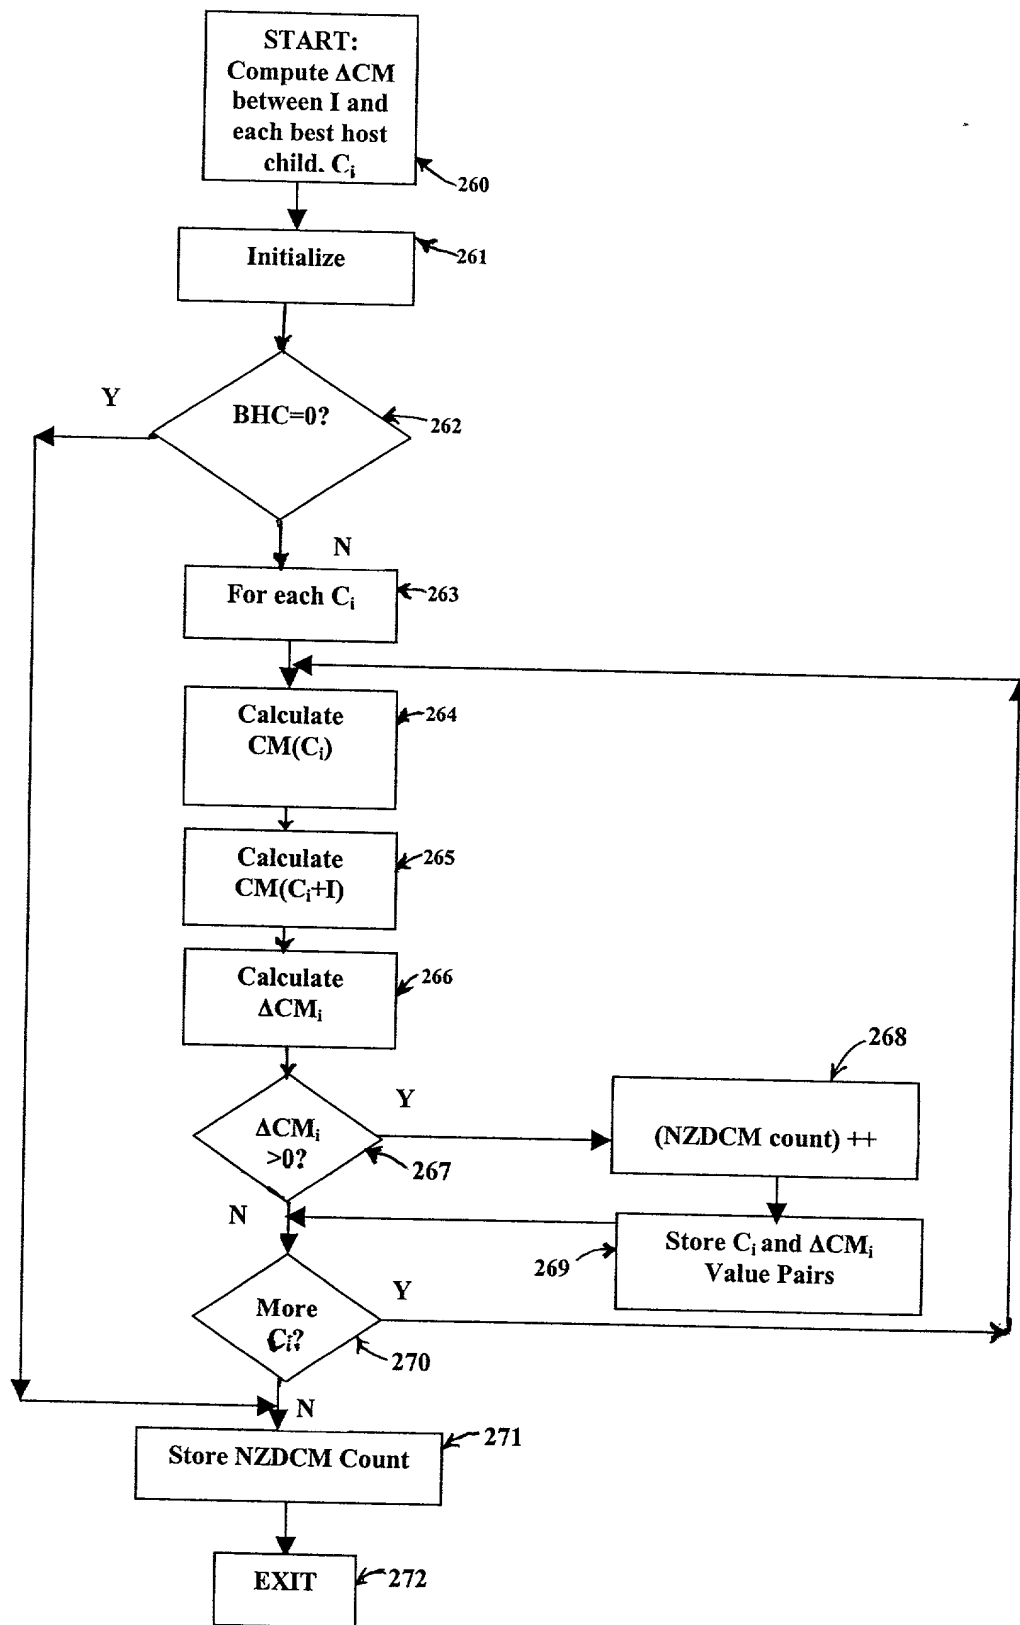 START:
Compute ΔCM
between I and
each best host
child. Cᵢ
260
Initialize
261
Y
BHC=0?
262
N
For each Cᵢ
263
Calculate
CM(Cᵢ)
264
Calculate
CM(Cᵢ+I)
265
Calculate
ΔCMᵢ
266
268
Y
(NZDCM count) ++
ΔCMᵢ
>0?
267
N
Store Cᵢ and ΔCMᵢ
Value Pairs
269
Y
More
Cᵢ?
270
N
Store NZDCM Count
271
EXIT
272